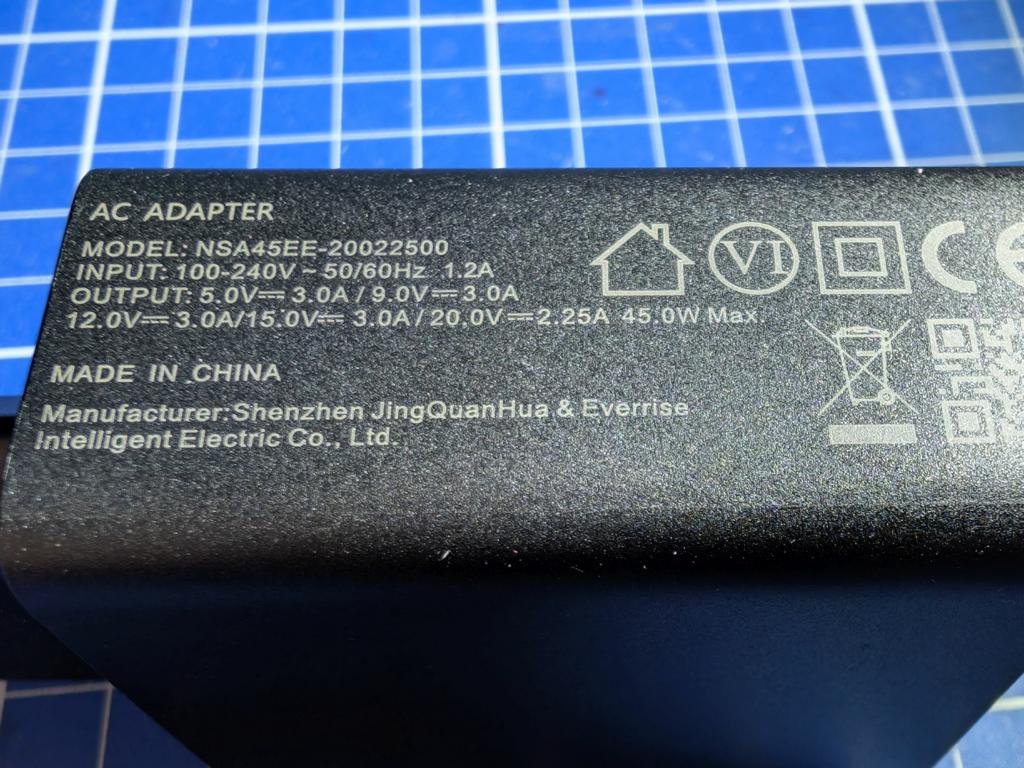 AC ADAPTER
MODEL: NSA45EE-20022500
INPUT: 100-240V ~ 50/60Hz 1.2A
OUTPUT: 5.0V⎓ 3.0A / 9.0V⎓3.0A
12.0V⎓ 3.0A/15.0V⎓ 3.0A / 20.0V⎓2.25A 45.0W Max.
VI
CE
MADE IN CHINA
Manufacturer:Shenzhen JingQuanHua & Everrise
Intelligent Electric Co., Ltd.